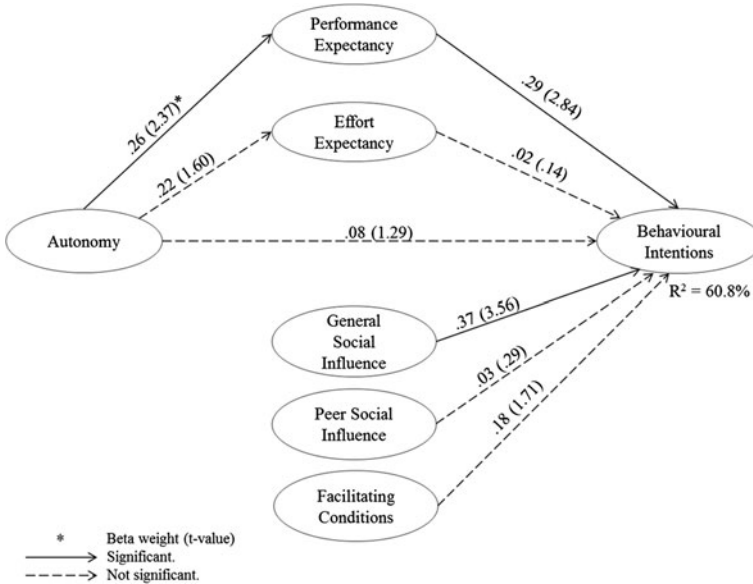 Performance
Expectancy
.26 (2.37)*
.29 (2.84)
Effort
Expectancy
.22 (1.60)
.02 (.14)
Autonomy
.08 (1.29)
Behavioural
Intentions
R² = 60.8%
General
Social
Influence
.37 (3.56)
Peer Social
Influence
.03 (.29)
Facilitating
Conditions
.18 (1.71)
* Beta weight (t-value)
Significant.
Not significant.